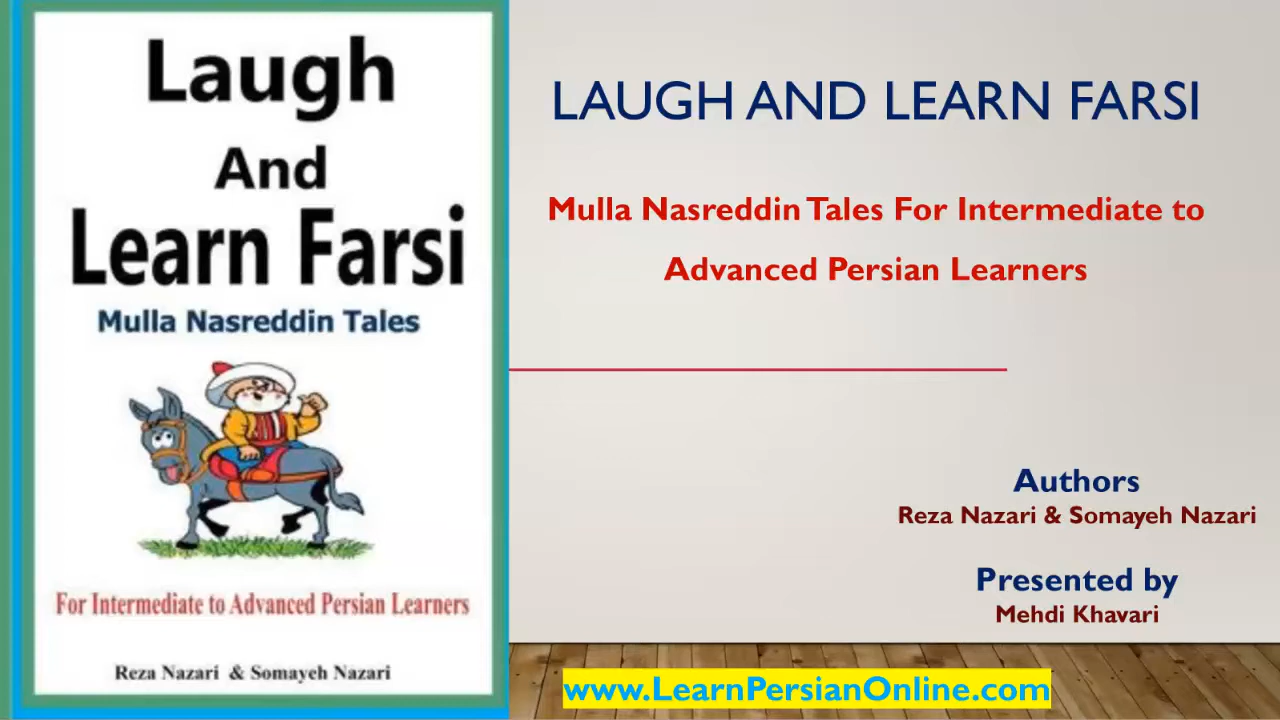 Laugh
And
Learn Farsi
Mulla Nasreddin Tales
For Intermediate to Advanced Persian Learners
Reza Nazari & Somayeh Nazari
LAUGH AND LEARN FARSI
Mulla Nasreddin Tales For Intermediate to
Advanced Persian Learners
Authors
Reza Nazari & Somayeh Nazari
Presented by
Mehdi Khavari
www.LearnPersianOnline.com